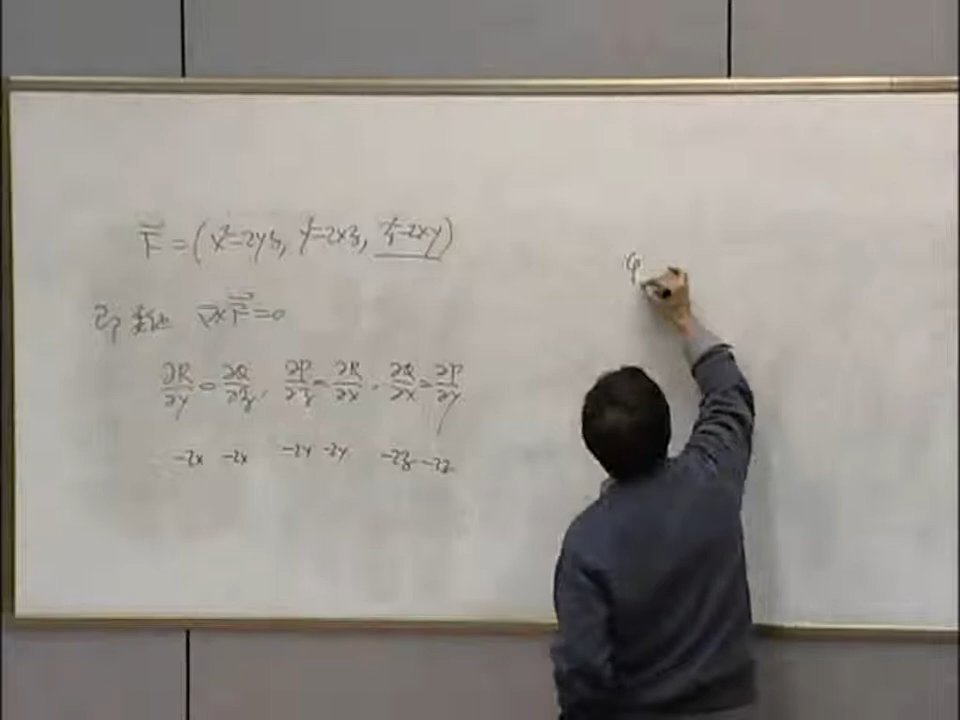 F⃗ = (x²-2yz, y²-2xz, z²-2xy)
∇×F⃗ = 0
∂R/∂y = ∂Q/∂z, ∂P/∂z = ∂R/∂x, ∂Q/∂x = ∂P/∂y
-2x -2x -2y -2y -2z -2z
φ